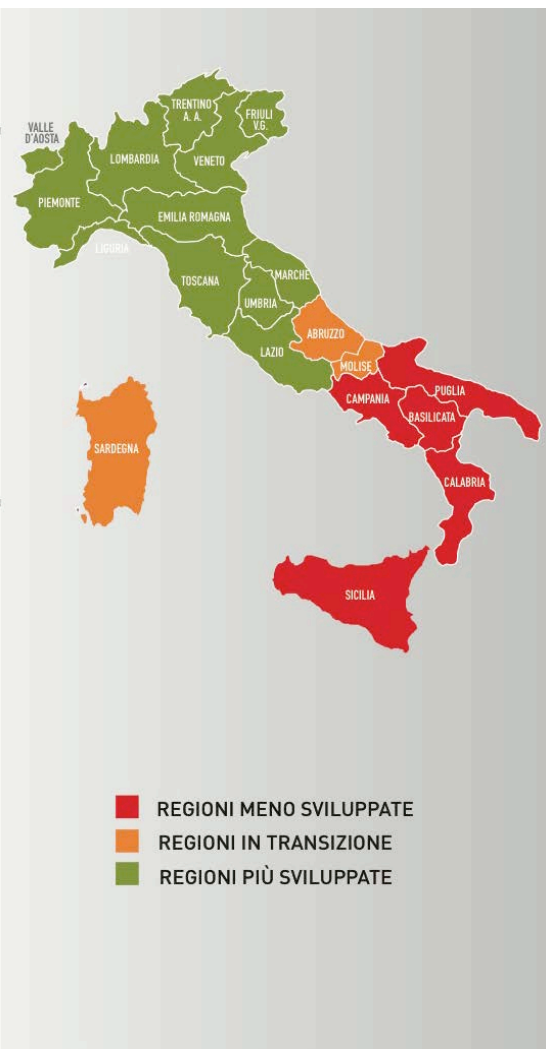 TRENTINO
A. A.
FRIULI
V.G.
VALLE
D'AOSTA
LOMBARDIA
VENETO
PIEMONTE
EMILIA ROMAGNA
LIGURIA
TOSCANA
MARCHE
UMBRIA
LAZIO
ABRUZZO
MOLISE
CAMPANIA
PUGLIA
BASILICATA
SARDEGNA
CALABRIA
SICILIA
REGIONI MENO SVILUPPATE
REGIONI IN TRANSIZIONE
REGIONI PIÙ SVILUPPATE